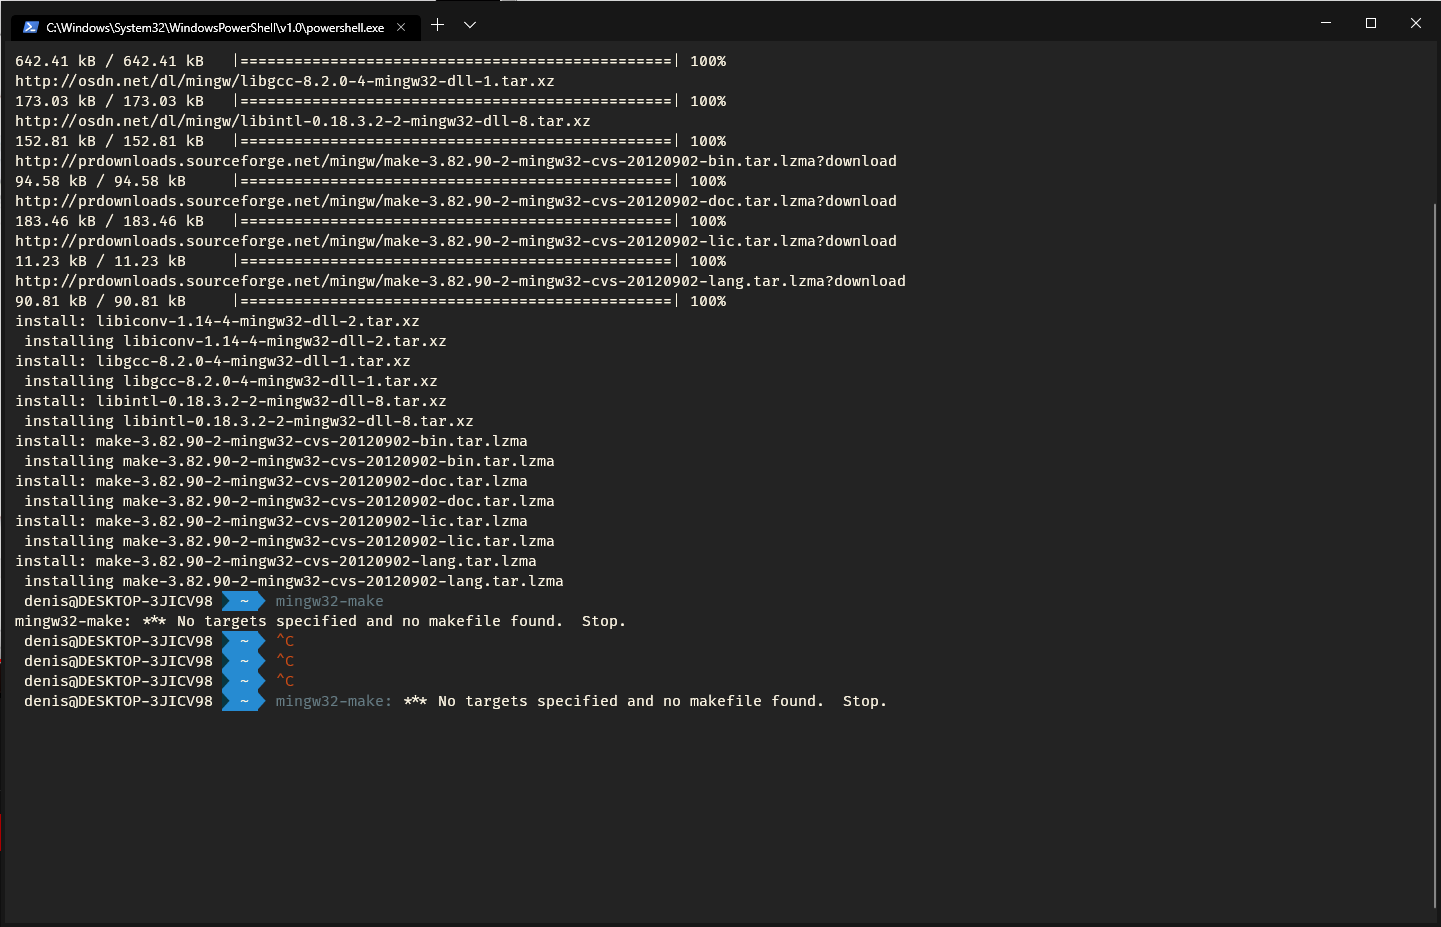 C:\Windows\System32\WindowsPowerShell\v1.0\powershell.exe
642.41 kB / 642.41 kB   |================================================| 100%
http://osdn.net/dl/mingw/libgcc-8.2.0-4-mingw32-dll-1.tar.xz
173.03 kB / 173.03 kB   |================================================| 100%
http://osdn.net/dl/mingw/libintl-0.18.3.2-2-mingw32-dll-8.tar.xz
152.81 kB / 152.81 kB   |================================================| 100%
http://prdownloads.sourceforge.net/mingw/make-3.82.90-2-mingw32-cvs-20120902-bin.tar.lzma?download
94.58 kB / 94.58 kB     |================================================| 100%
http://prdownloads.sourceforge.net/mingw/make-3.82.90-2-mingw32-cvs-20120902-doc.tar.lzma?download
183.46 kB / 183.46 kB   |================================================| 100%
http://prdownloads.sourceforge.net/mingw/make-3.82.90-2-mingw32-cvs-20120902-lic.tar.lzma?download
11.23 kB / 11.23 kB     |================================================| 100%
http://prdownloads.sourceforge.net/mingw/make-3.82.90-2-mingw32-cvs-20120902-lang.tar.lzma?download
90.81 kB / 90.81 kB     |================================================| 100%
install: libiconv-1.14-4-mingw32-dll-2.tar.xz
 installing libiconv-1.14-4-mingw32-dll-2.tar.xz
install: libgcc-8.2.0-4-mingw32-dll-1.tar.xz
 installing libgcc-8.2.0-4-mingw32-dll-1.tar.xz
install: libintl-0.18.3.2-2-mingw32-dll-8.tar.xz
 installing libintl-0.18.3.2-2-mingw32-dll-8.tar.xz
install: make-3.82.90-2-mingw32-cvs-20120902-bin.tar.lzma
 installing make-3.82.90-2-mingw32-cvs-20120902-bin.tar.lzma
install: make-3.82.90-2-mingw32-cvs-20120902-doc.tar.lzma
 installing make-3.82.90-2-mingw32-cvs-20120902-doc.tar.lzma
install: make-3.82.90-2-mingw32-cvs-20120902-lic.tar.lzma
 installing make-3.82.90-2-mingw32-cvs-20120902-lic.tar.lzma
install: make-3.82.90-2-mingw32-cvs-20120902-lang.tar.lzma
 installing make-3.82.90-2-mingw32-cvs-20120902-lang.tar.lzma
 denis@DESKTOP-3JICV98  ~  mingw32-make
mingw32-make: *** No targets specified and no makefile found.  Stop.
 denis@DESKTOP-3JICV98  ~  ^C
 denis@DESKTOP-3JICV98  ~  ^C
 denis@DESKTOP-3JICV98  ~  ^C
 denis@DESKTOP-3JICV98  ~  mingw32-make: *** No targets specified and no makefile found.  Stop.